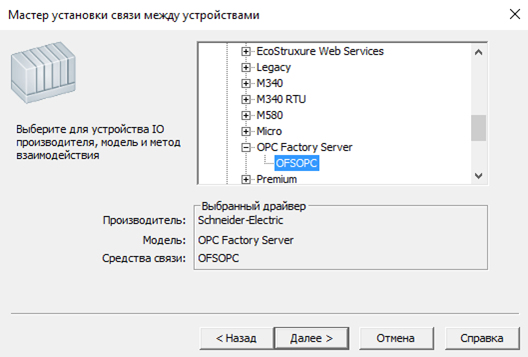 Мастер установки связи между устройствами
Выберите для устройства IO
производителя, модель и метод
взаимодействия
EcoStruxure Web Services
Legacy
M340
M340 RTU
M580
Micro
OPC Factory Server
OFSOPC
Premium
Выбранный драйвер
Производитель: Schneider-Electric
Модель: OPC Factory Server
Средства связи: OFSOPC
< Назад Далее > Отмена Справка